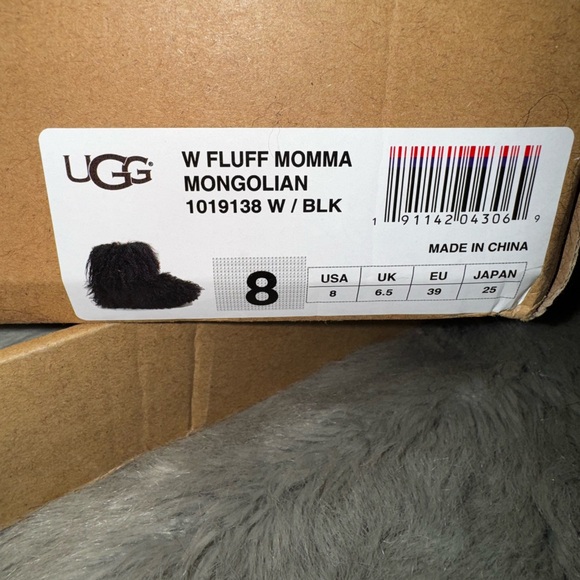 UGG®
W FLUFF MOMMA
MONGOLIAN
1019138 W / BLK
1 91142 04306 9
MADE IN CHINA
8
USA UK EU JAPAN
8 6.5 39 25